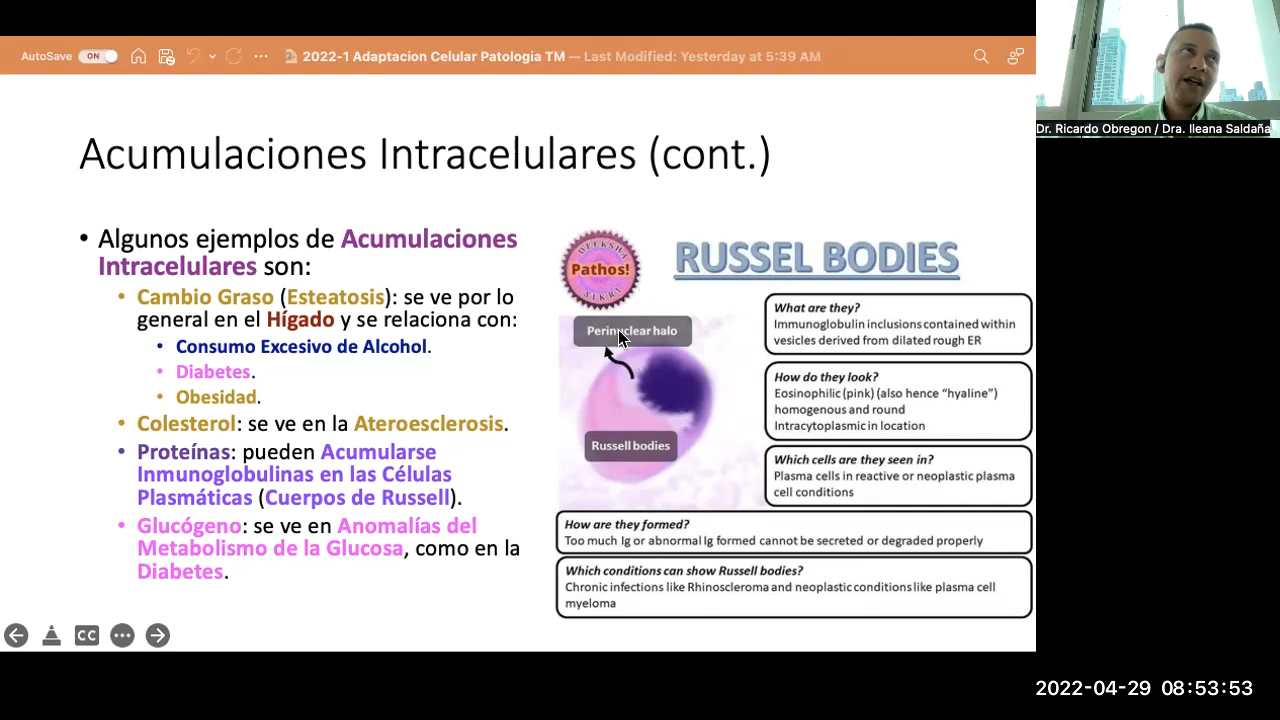 AutoSave ON 2022-1 Adaptacion Celular Patologia TM — Last Modified: Yesterday at 5:39 AM
Dr. Ricardo Obregon / Dra. Ileana Saldaña
Acumulaciones Intracelulares (cont.)
• Algunos ejemplos de Acumulaciones
Intracelulares son:
• Cambio Graso (Esteatosis): se ve por lo
general en el Hígado y se relaciona con:
• Consumo Excesivo de Alcohol.
• Diabetes.
• Obesidad.
• Colesterol: se ve en la Ateroesclerosis.
• Proteínas: pueden Acumularse
Inmunoglobulinas en las Células
Plasmáticas (Cuerpos de Russell).
• Glucógeno: se ve en Anomalías del
Metabolismo de la Glucosa, como en la
Diabetes.
Pathos!
RUSSEL BODIES
Perinuclear halo
Russell bodies
What are they?
Immunoglobulin inclusions contained within
vesicles derived from dilated rough ER
How do they look?
Eosinophilic (pink) (also hence “hyaline”)
homogenous and round
Intracytoplasmic in location
Which cells are they seen in?
Plasma cells in reactive or neoplastic plasma
cell conditions
How are they formed?
Too much Ig or abnormal Ig formed cannot be secreted or degraded properly
Which conditions can show Russell bodies?
Chronic infections like Rhinoscleroma and neoplastic conditions like plasma cell
myeloma
CC
2022-04-29 08:53:53